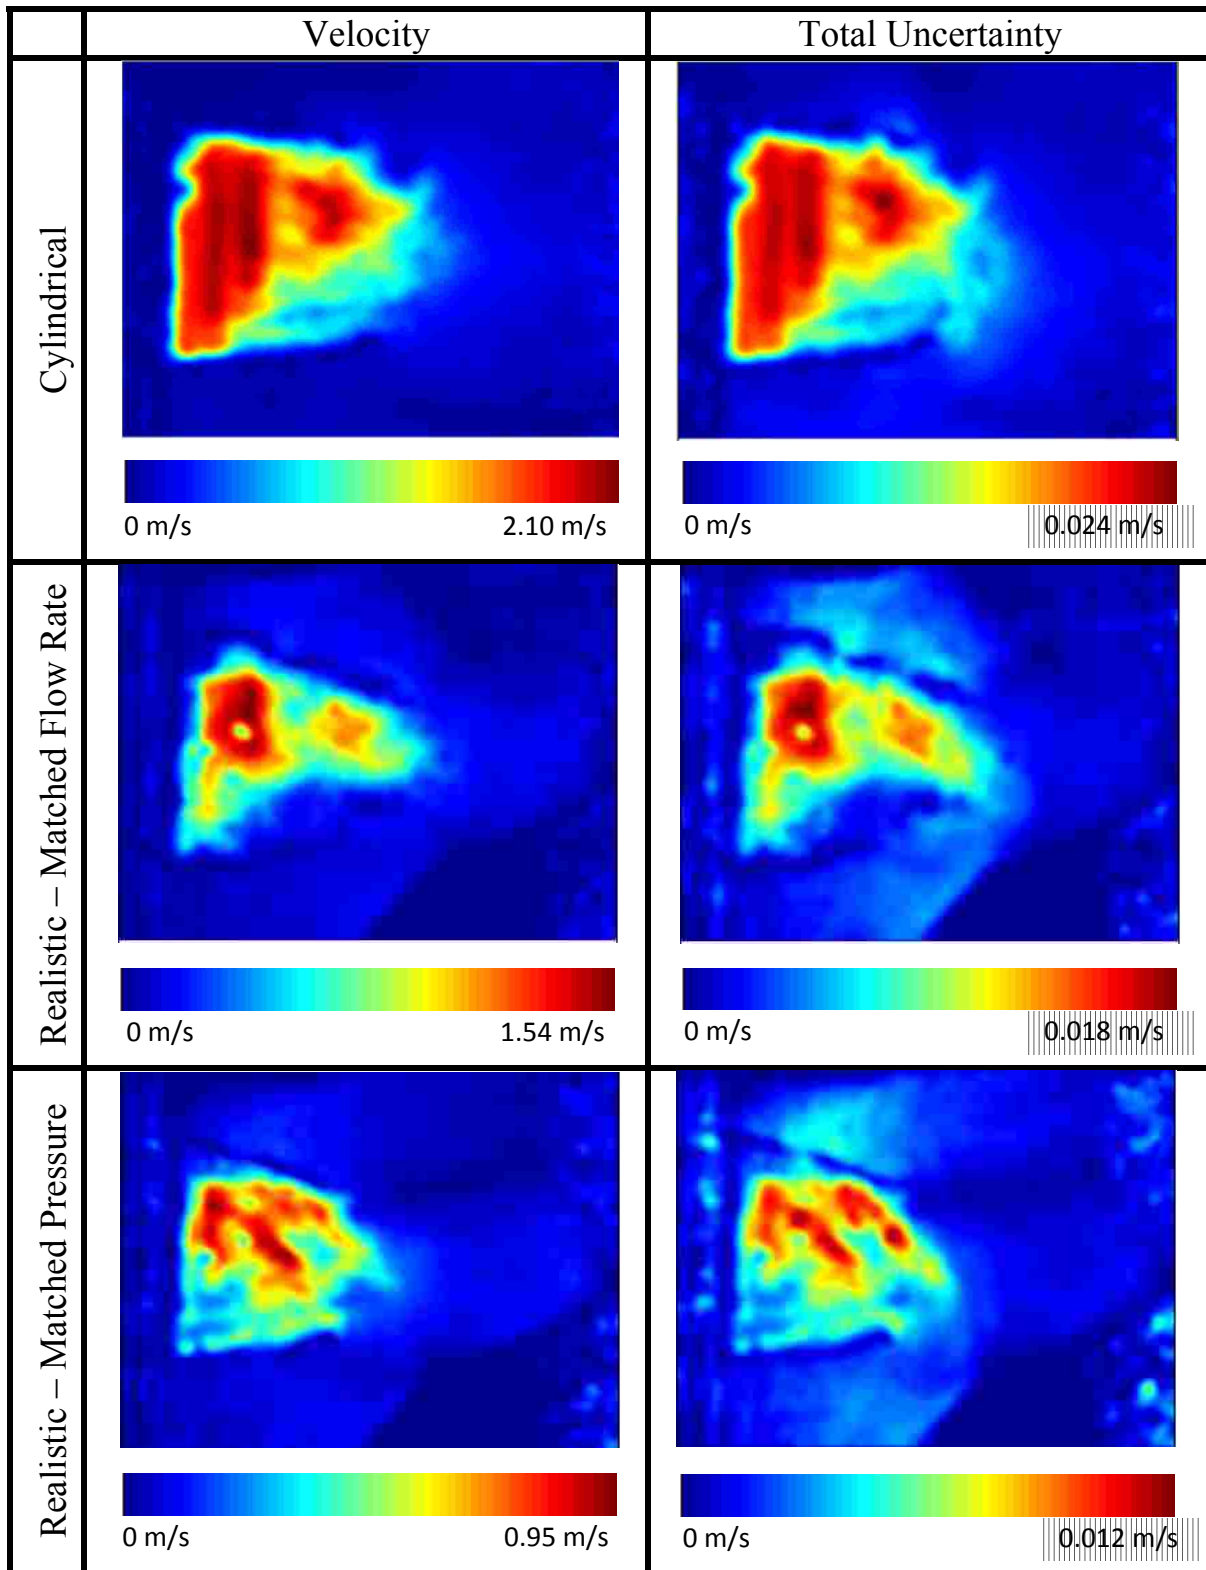 Velocity
Total Uncertainty
Cylindrical
0 m/s
2.10 m/s
0 m/s
0.024 m/s
Realistic – Matched Flow Rate
0 m/s
1.54 m/s
0 m/s
0.018 m/s
Realistic – Matched Pressure
0 m/s
0.95 m/s
0 m/s
0.012 m/s